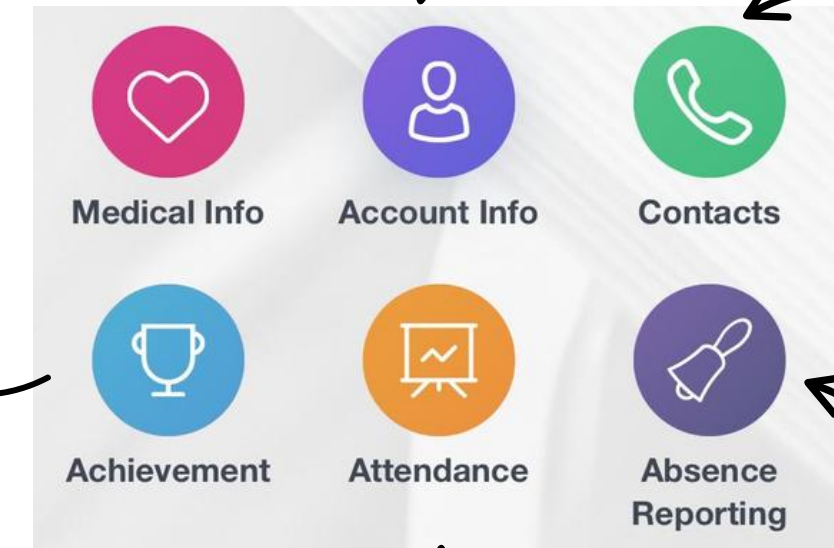 Medical Info
Account Info
Contacts
Achievement
Attendance
Absence
Reporting